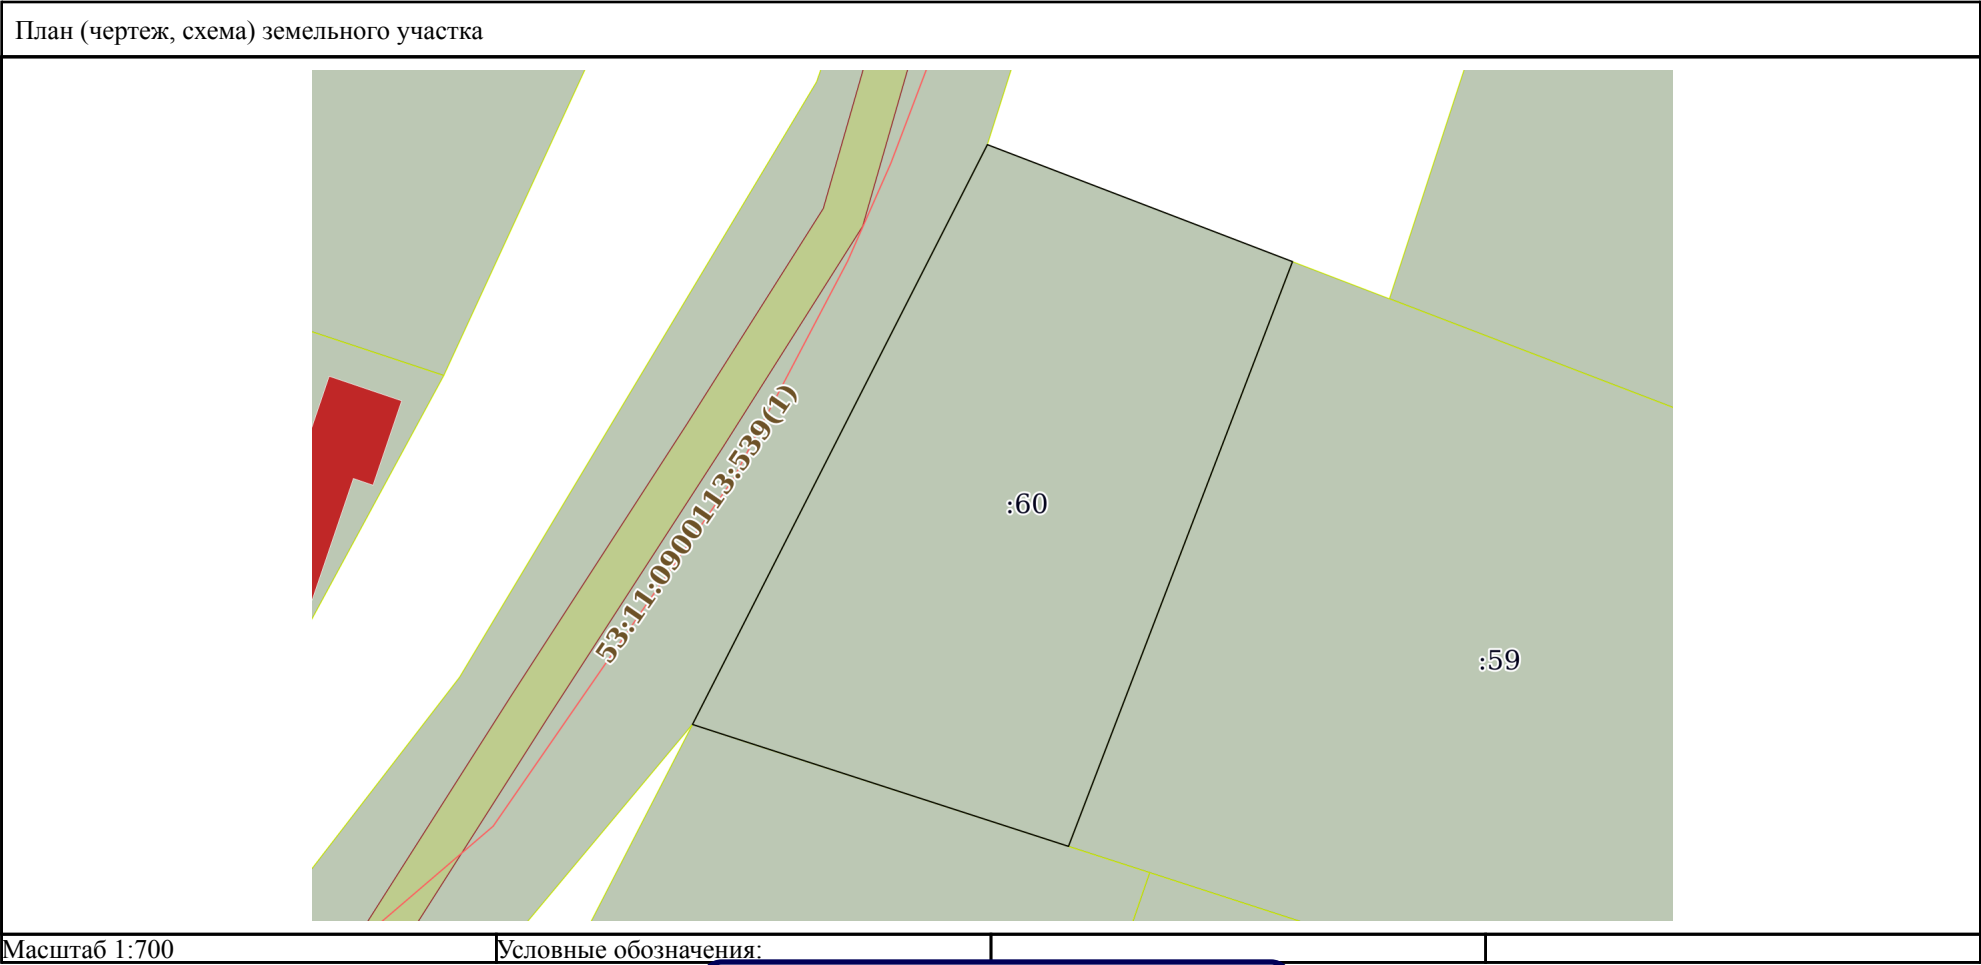 План (чертеж, схема) земельного участка
53:11:0900113:539(1)
:60
:59
Масштаб 1:700
Условные обозначения: